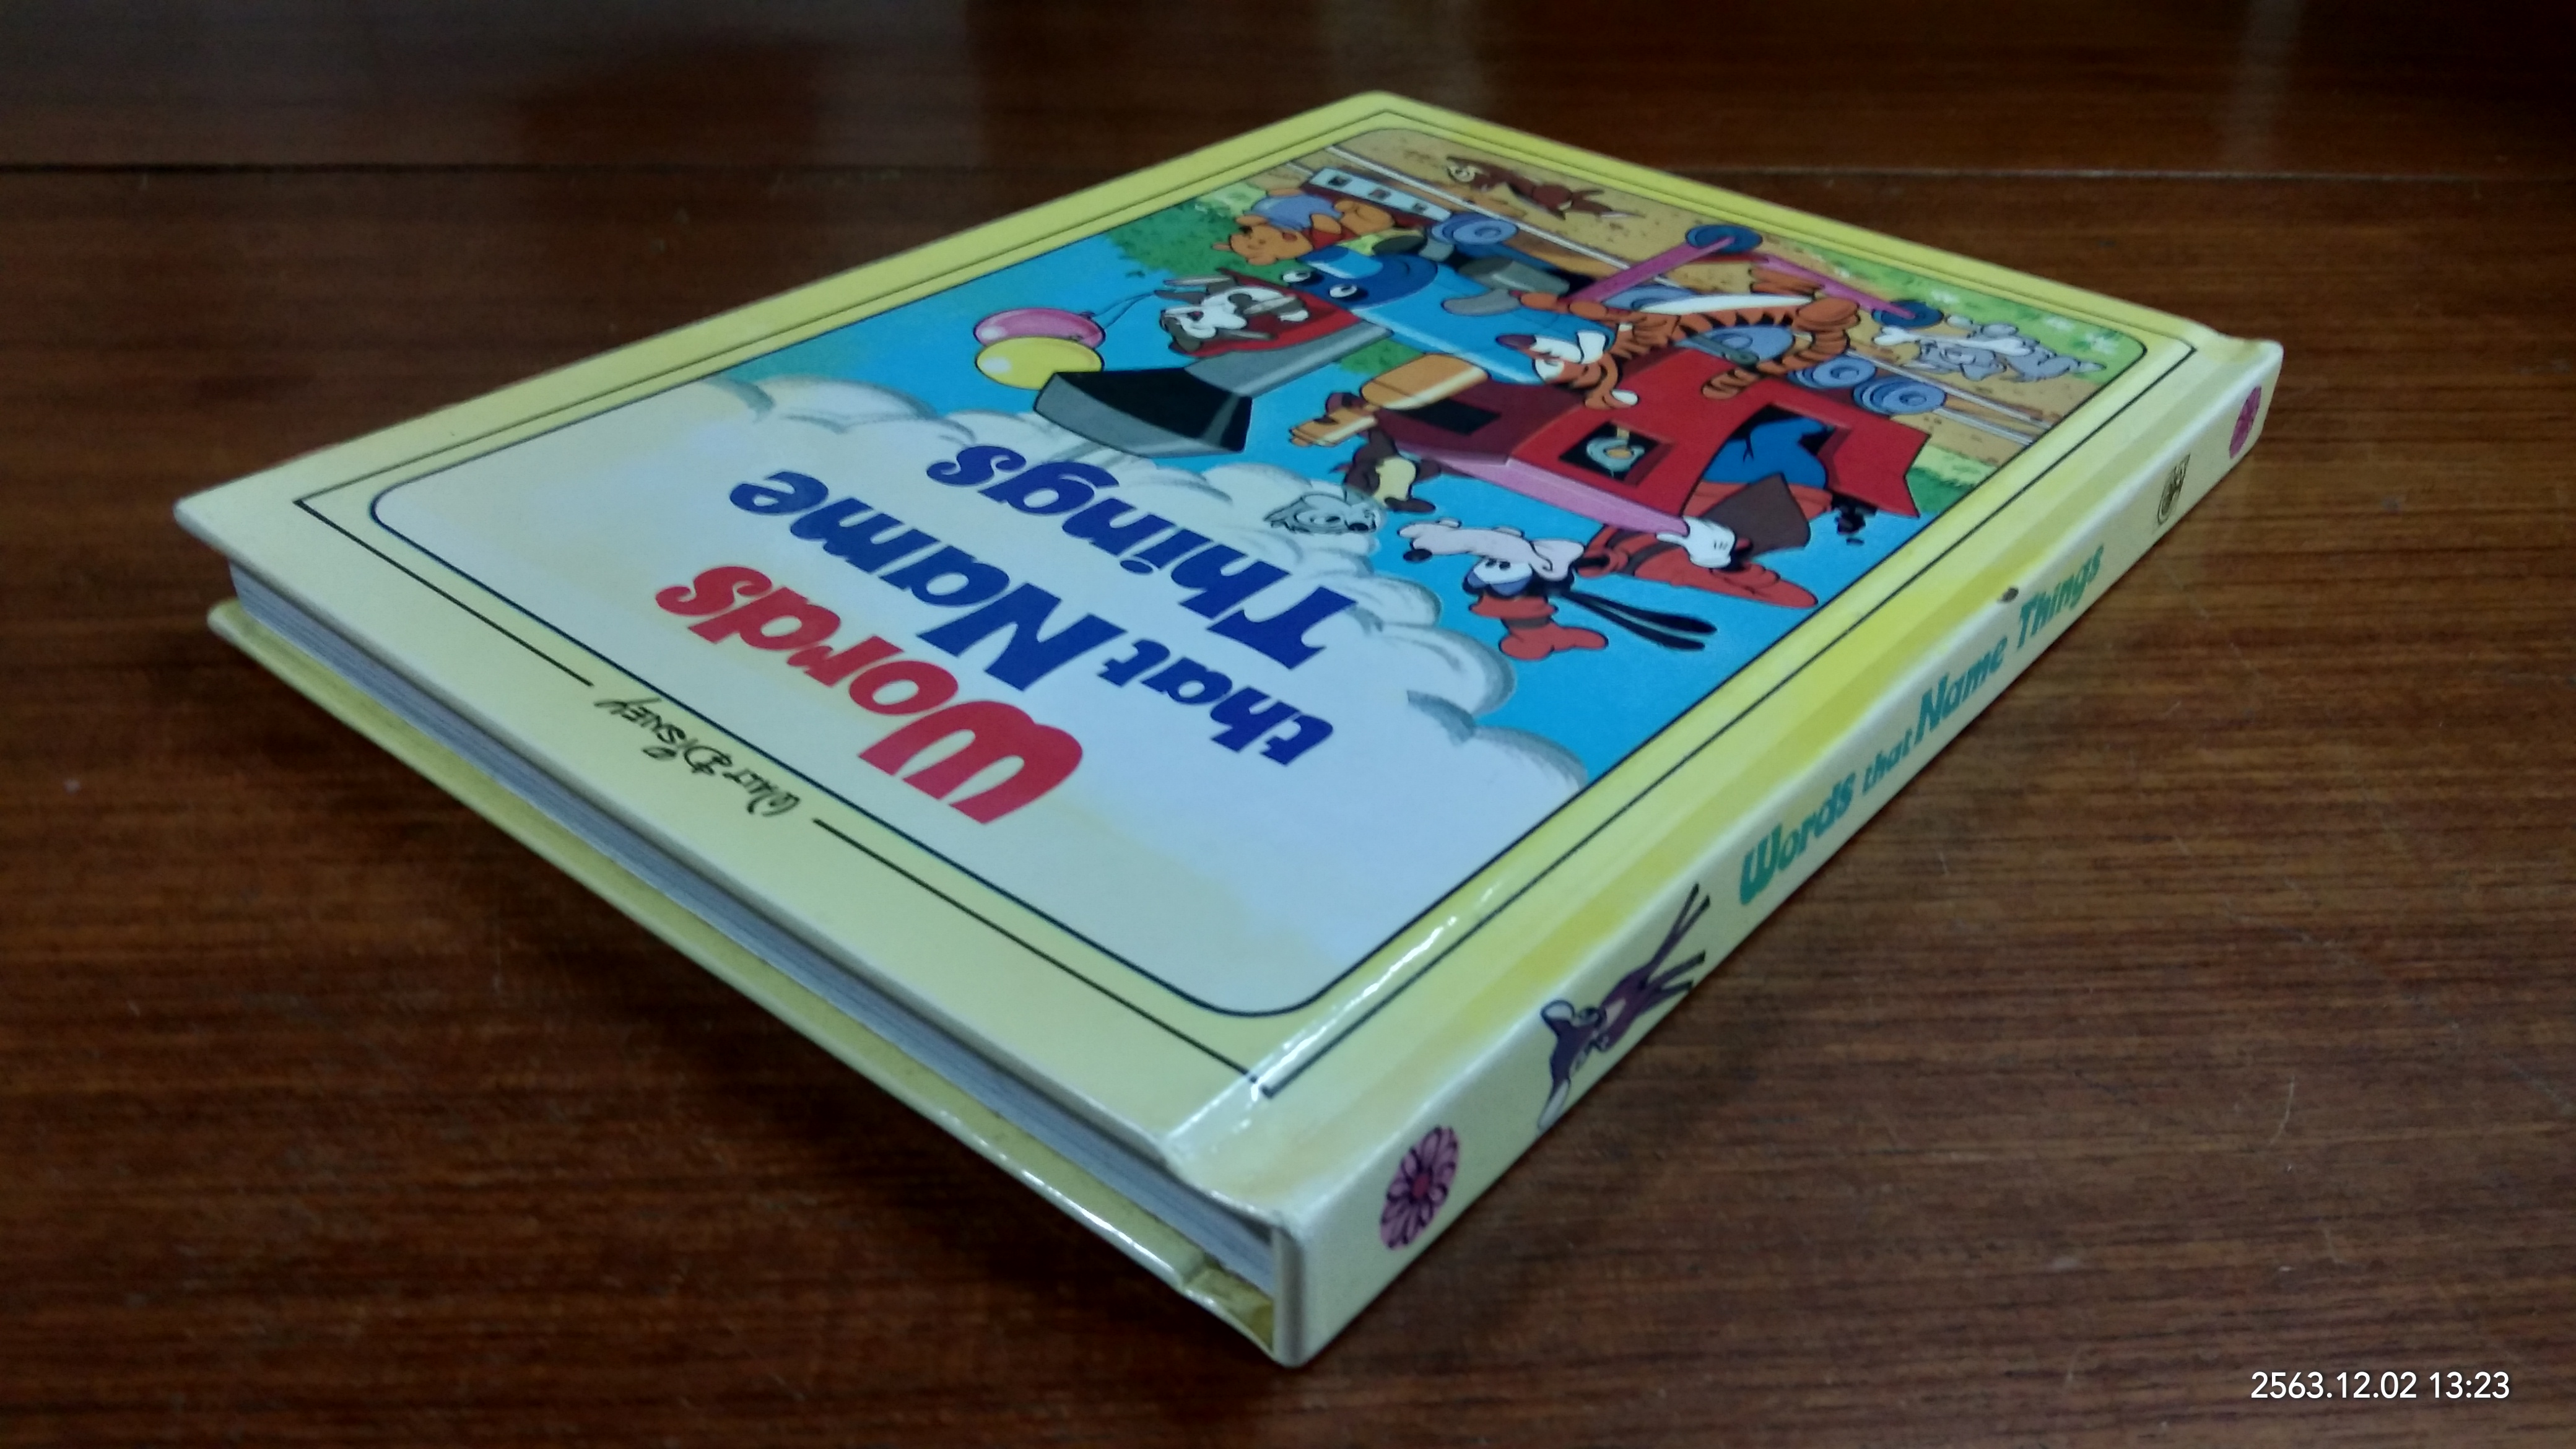 Walt Disney
Words
that Name
Things
Words that Name Things
2563.12.02 13:23